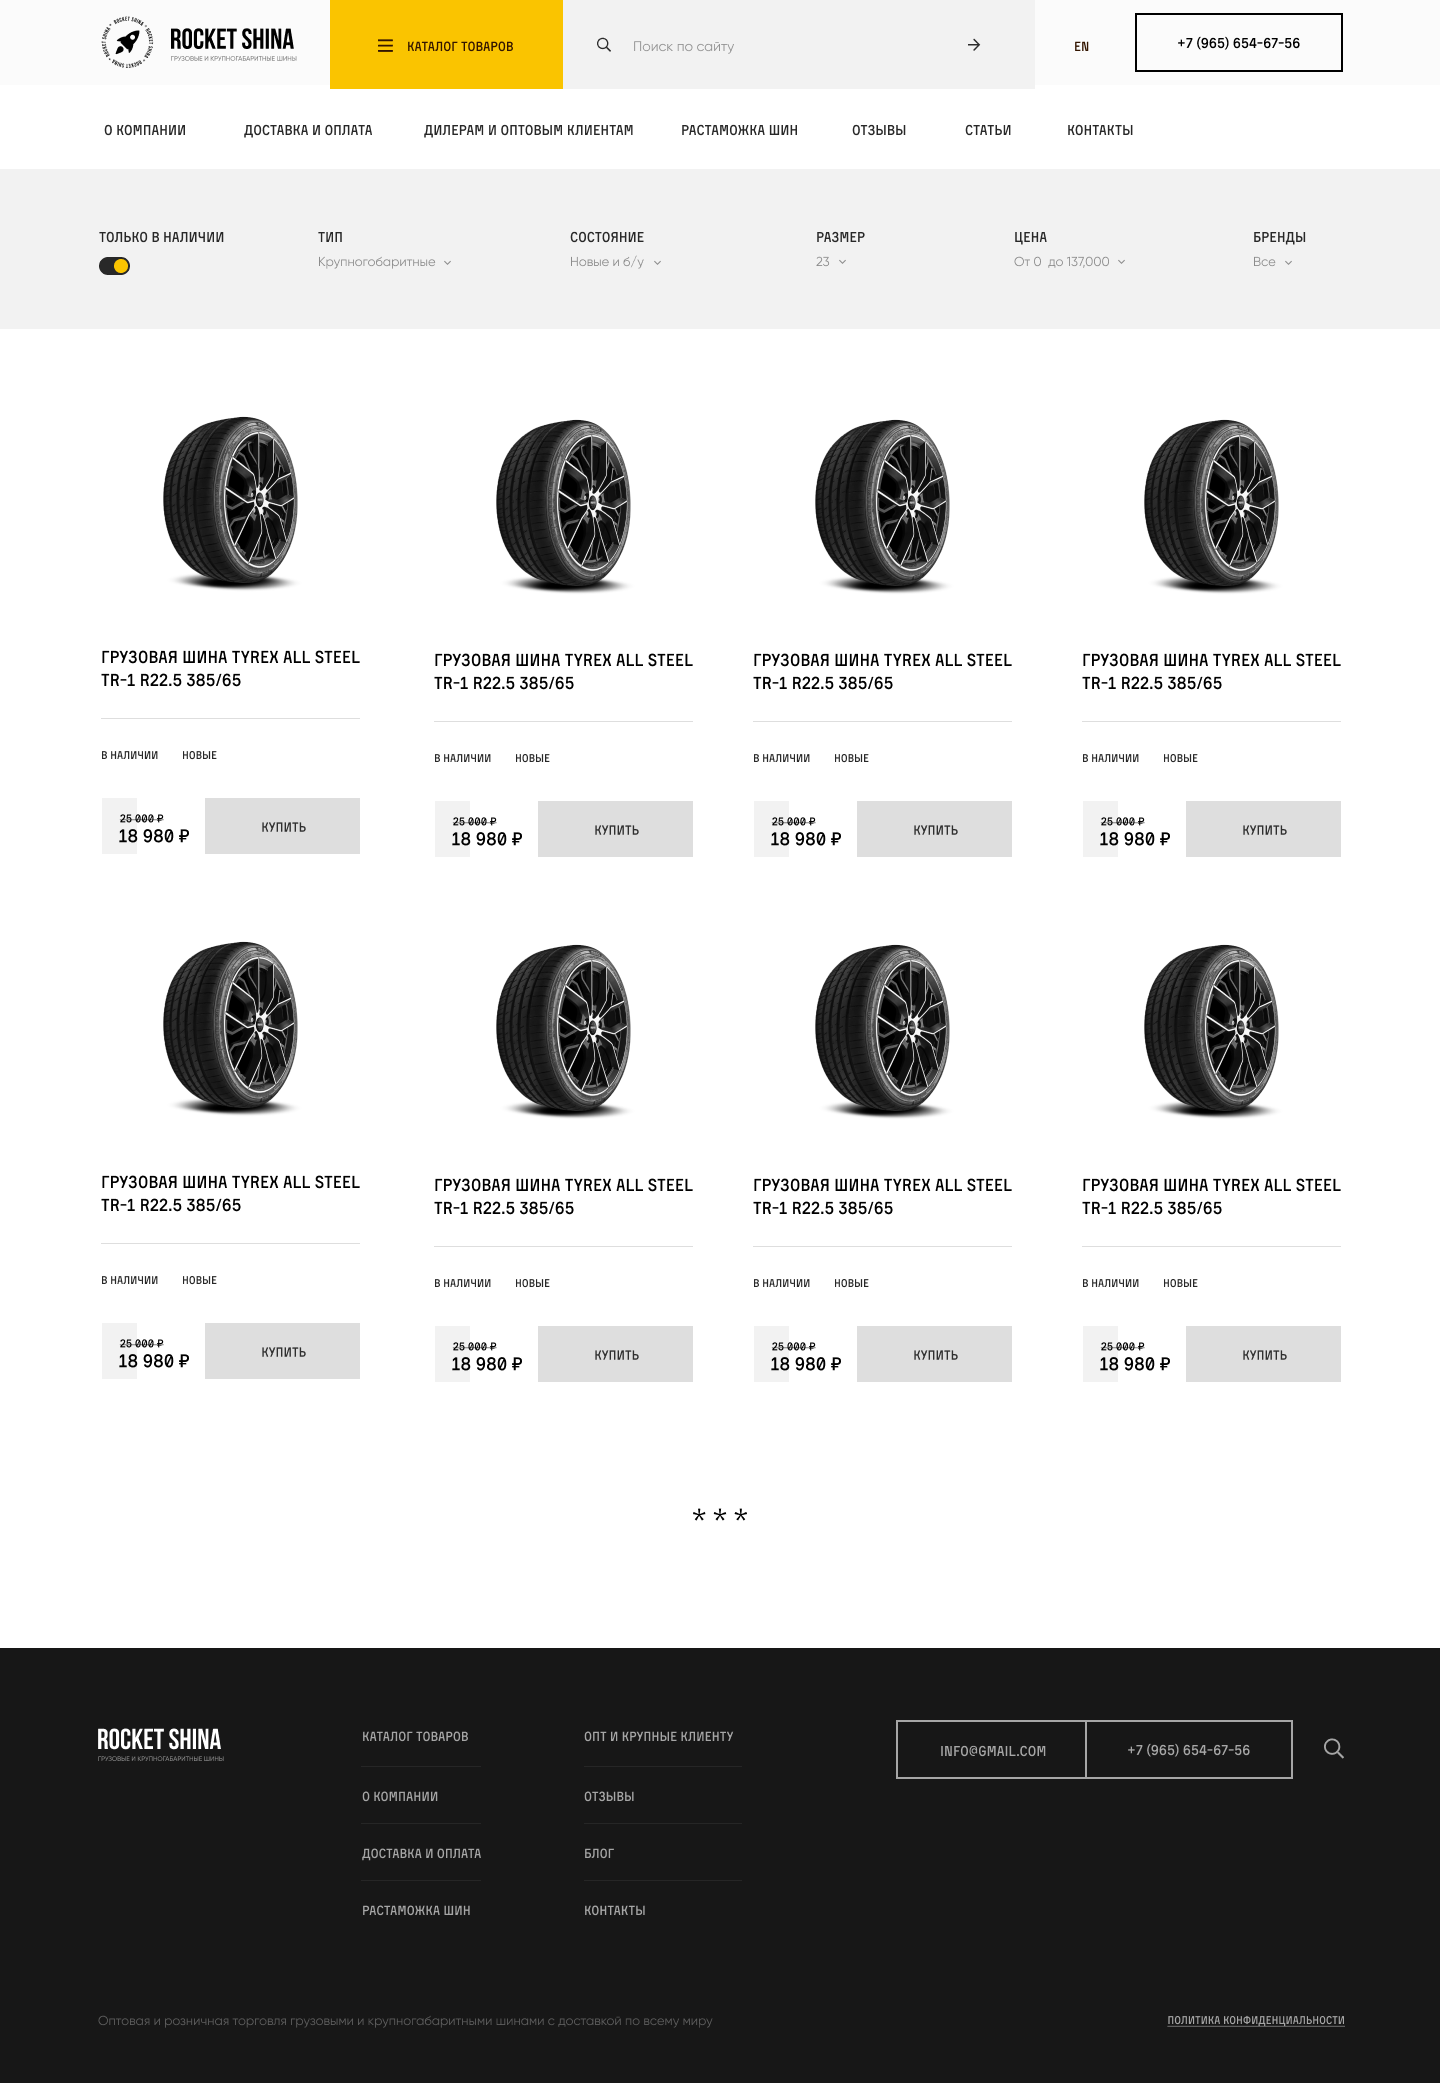 ROCKET SHINA
ГРУЗОВЫЕ И КРУПНОГАБАРИТНЫЕ ШИНЫ
КАТАЛОГ ТОВАРОВ
Поиск по сайту
EN
+7 (965) 654-67-56
О КОМПАНИИ
ДОСТАВКА И ОПЛАТА
ДИЛЕРАМ И ОПТОВЫМ КЛИЕНТАМ
РАСТАМОЖКА ШИН
ОТЗЫВЫ
СТАТЬИ
КОНТАКТЫ
ТОЛЬКО В НАЛИЧИИ
ТИП
Крупногобаритные
СОСТОЯНИЕ
Новые и б/у
РАЗМЕР
23
ЦЕНА
От 0 до 137,000
БРЕНДЫ
Все
ГРУЗОВАЯ ШИНА TYREX ALL STEEL
TR-1 R22.5 385/65
В НАЛИЧИИ НОВЫЕ
25 000 ₽
18 980 ₽
КУПИТЬ
ГРУЗОВАЯ ШИНА TYREX ALL STEEL
TR-1 R22.5 385/65
В НАЛИЧИИ НОВЫЕ
25 000 ₽
18 980 ₽
КУПИТЬ
ГРУЗОВАЯ ШИНА TYREX ALL STEEL
TR-1 R22.5 385/65
В НАЛИЧИИ НОВЫЕ
25 000 ₽
18 980 ₽
КУПИТЬ
ГРУЗОВАЯ ШИНА TYREX ALL STEEL
TR-1 R22.5 385/65
В НАЛИЧИИ НОВЫЕ
25 000 ₽
18 980 ₽
КУПИТЬ
ГРУЗОВАЯ ШИНА TYREX ALL STEEL
TR-1 R22.5 385/65
В НАЛИЧИИ НОВЫЕ
25 000 ₽
18 980 ₽
КУПИТЬ
ГРУЗОВАЯ ШИНА TYREX ALL STEEL
TR-1 R22.5 385/65
В НАЛИЧИИ НОВЫЕ
25 000 ₽
18 980 ₽
КУПИТЬ
ГРУЗОВАЯ ШИНА TYREX ALL STEEL
TR-1 R22.5 385/65
В НАЛИЧИИ НОВЫЕ
25 000 ₽
18 980 ₽
КУПИТЬ
ГРУЗОВАЯ ШИНА TYREX ALL STEEL
TR-1 R22.5 385/65
В НАЛИЧИИ НОВЫЕ
25 000 ₽
18 980 ₽
КУПИТЬ
***
ROCKET SHINA
ГРУЗОВЫЕ И КРУПНОГАБАРИТНЫЕ ШИНЫ
КАТАЛОГ ТОВАРОВ
О КОМПАНИИ
ДОСТАВКА И ОПЛАТА
РАСТАМОЖКА ШИН
ОПТ И КРУПНЫЕ КЛИЕНТУ
ОТЗЫВЫ
БЛОГ
КОНТАКТЫ
INFO@GMAIL.COM
+7 (965) 654-67-56
Оптовая и розничная торговля грузовыми и крупногабаритными шинами с доставкой по всему миру
ПОЛИТИКА КОНФИДЕНЦИАЛЬНОСТИ